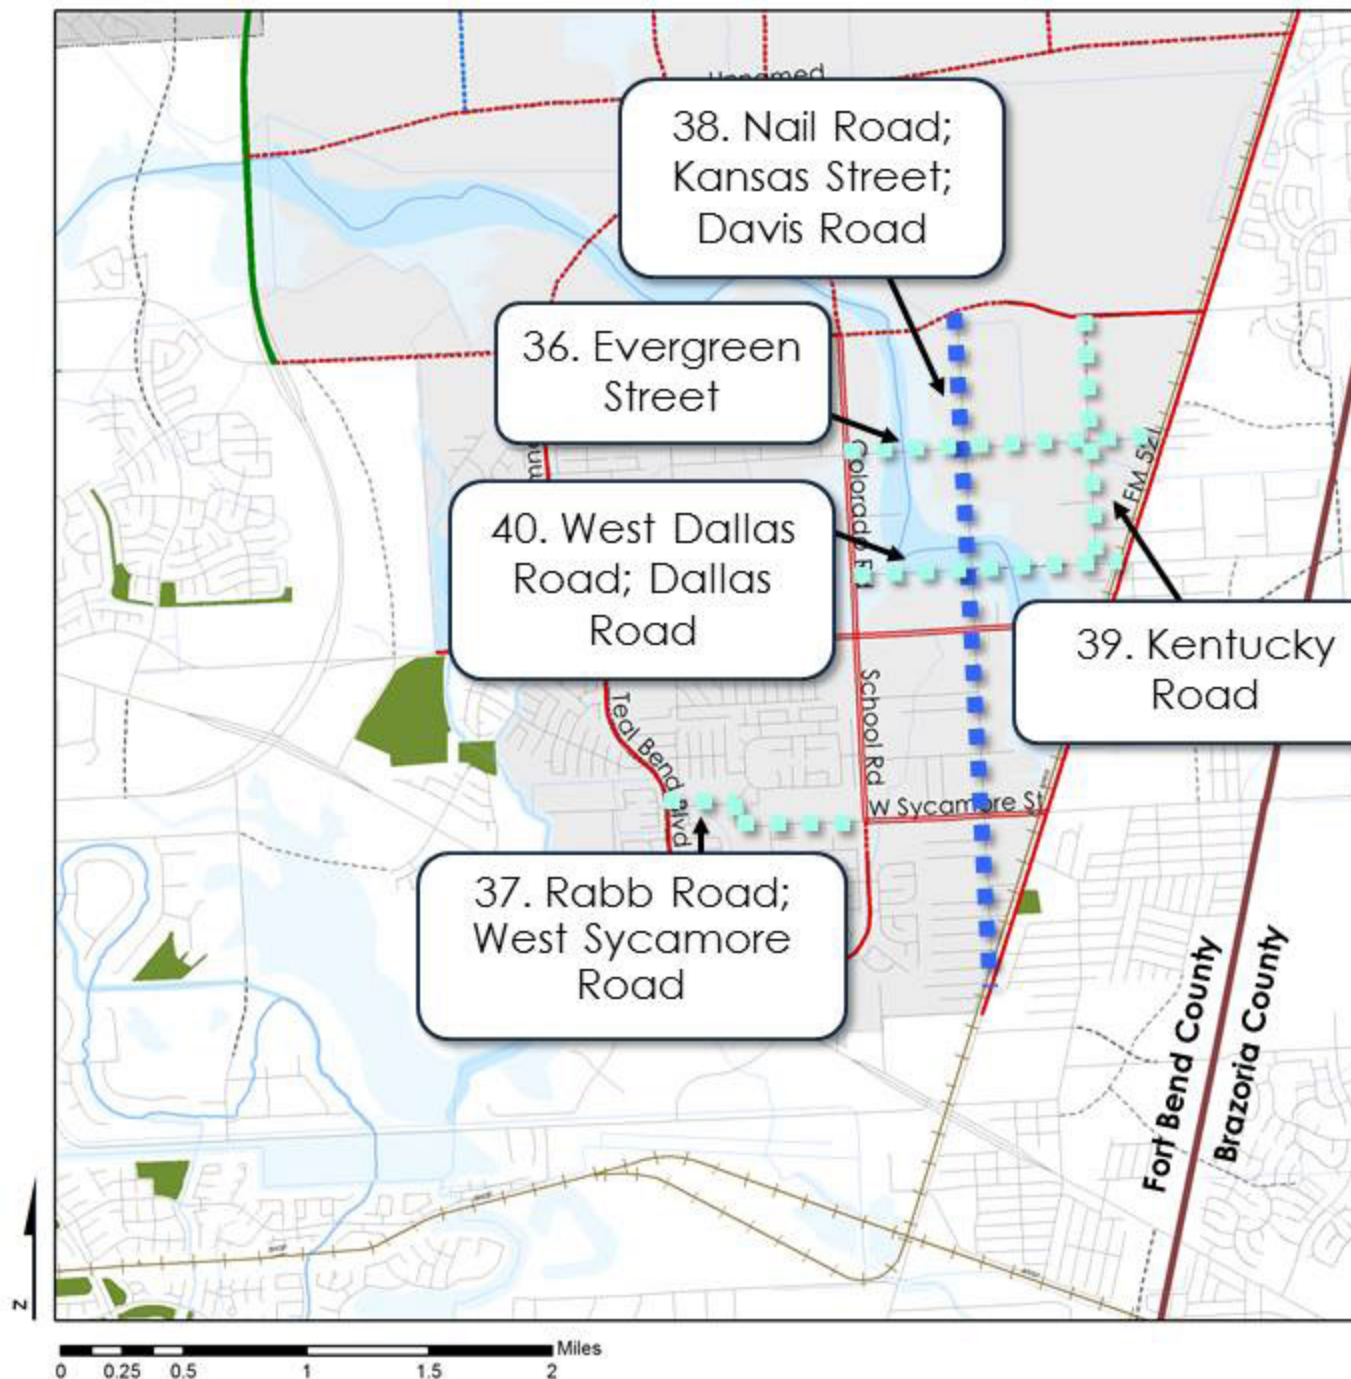 Unnamed
38. Nail Road;
Kansas Street;
Davis Road
36. Evergreen
Street
FM 521
40. West Dallas
Road; Dallas
Road
39. Kentucky
Road
School Rd
Teal Bend Blvd
W Sycamore St
37. Rabb Road;
West Sycamore
Road
Fort Bend County
Brazoria County
Z
Miles
0 0.25 0.5 1 1.5 2